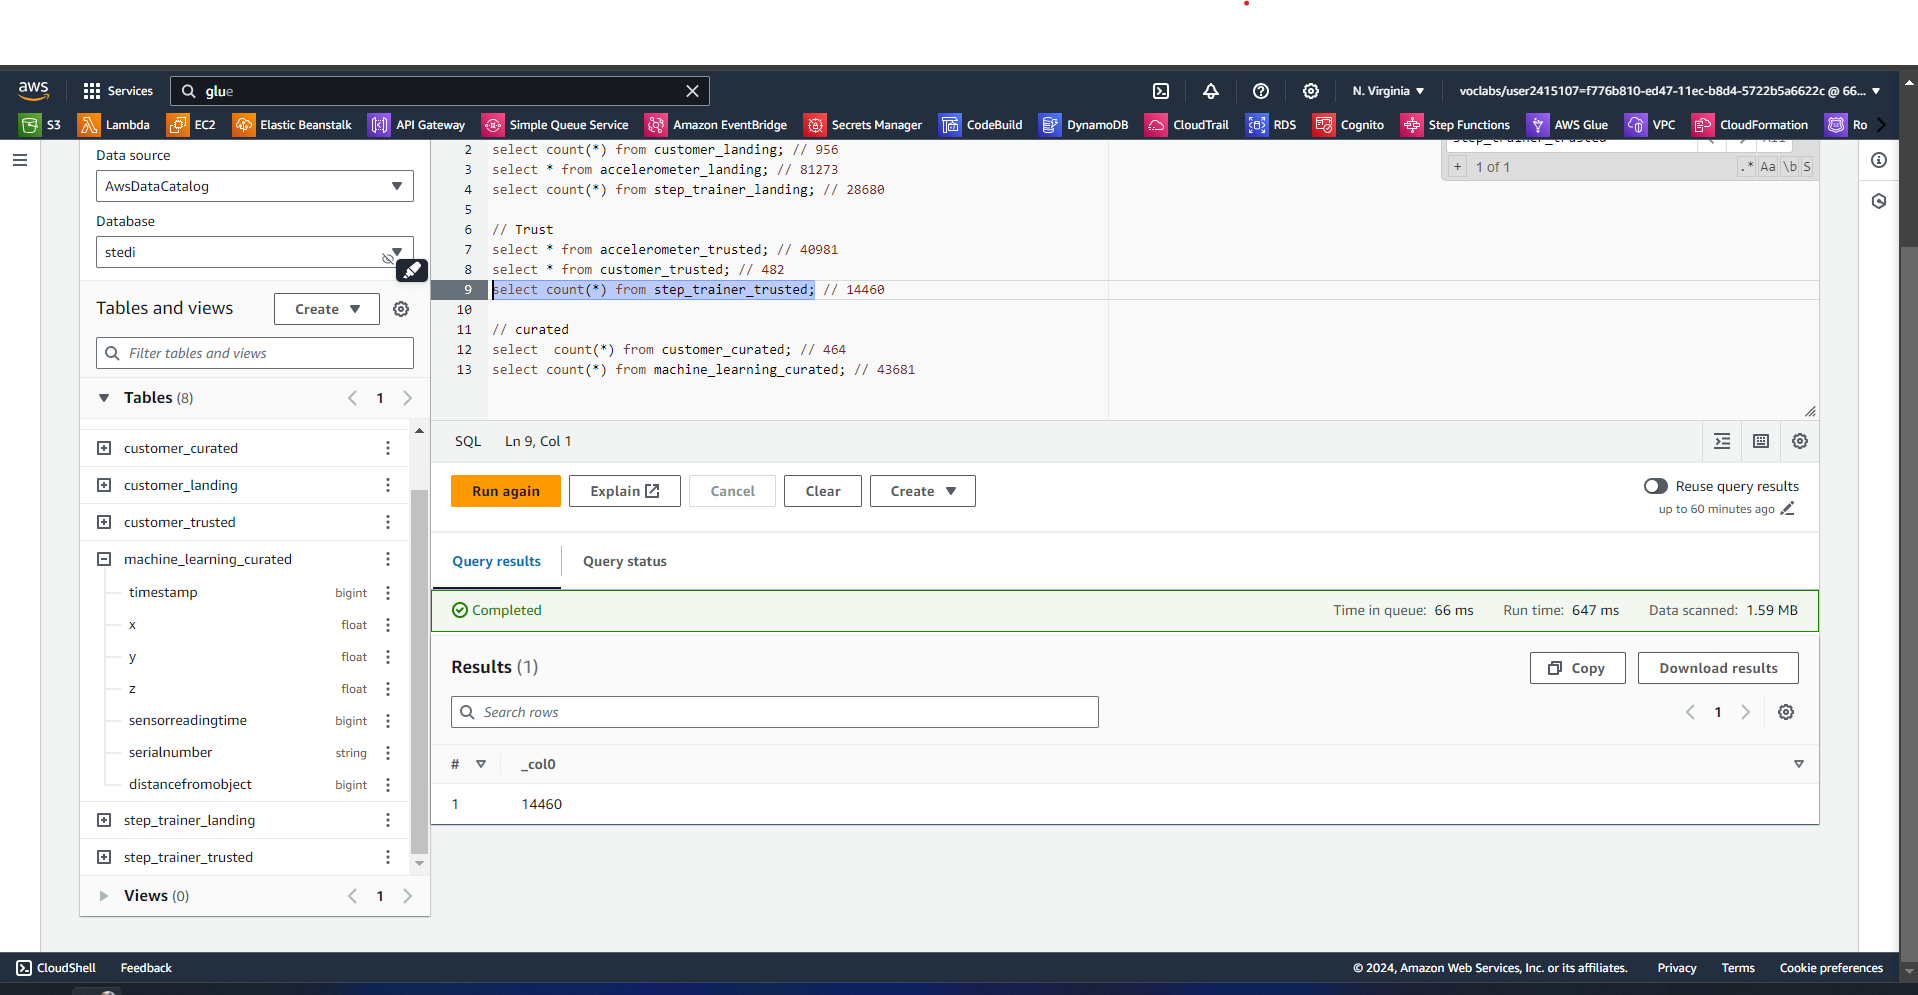 aws
Services
glue
N. Virginia
voclabs/user2415107=f776b810-ed47-11ec-b8d4-5722b5a6622c @ 66...
S3
Lambda
EC2
Elastic Beanstalk
API Gateway
Simple Queue Service
Amazon EventBridge
Secrets Manager
CodeBuild
DynamoDB
CloudTrail
RDS
Cognito
Step Functions
AWS Glue
VPC
CloudFormation
Ro
Data source
AwsDataCatalog
Database
stedi
Tables and views
Create
Filter tables and views
Tables (8)
1
customer_curated
customer_landing
customer_trusted
machine_learning_curated
timestamp bigint
x float
y float
z float
sensorreadingtime bigint
serialnumber string
distancefromobject bigint
step_trainer_landing
step_trainer_trusted
Views (0)
1
2 select count(*) from customer_landing; // 956
3 select * from accelerometer_landing; // 81273
4 select count(*) from step_trainer_landing; // 28680
5
6 // Trust
7 select * from accelerometer_trusted; // 40981
8 select * from customer_trusted; // 482
9 select count(*) from step_trainer_trusted; // 14460
10
11 // curated
12 select  count(*) from customer_curated; // 464
13 select count(*) from machine_learning_curated; // 43681
step_trainer_trusted
All
+ 1 of 1 .* Aa \b S
SQL Ln 9, Col 1
Run again
Explain
Cancel
Clear
Create
Reuse query results
up to 60 minutes ago
Query results
Query status
Completed
Time in queue: 66 ms
Run time: 647 ms
Data scanned: 1.59 MB
Results (1)
Copy
Download results
Search rows
1
# _col0
1 14460
CloudShell
Feedback
© 2024, Amazon Web Services, Inc. or its affiliates.
Privacy
Terms
Cookie preferences